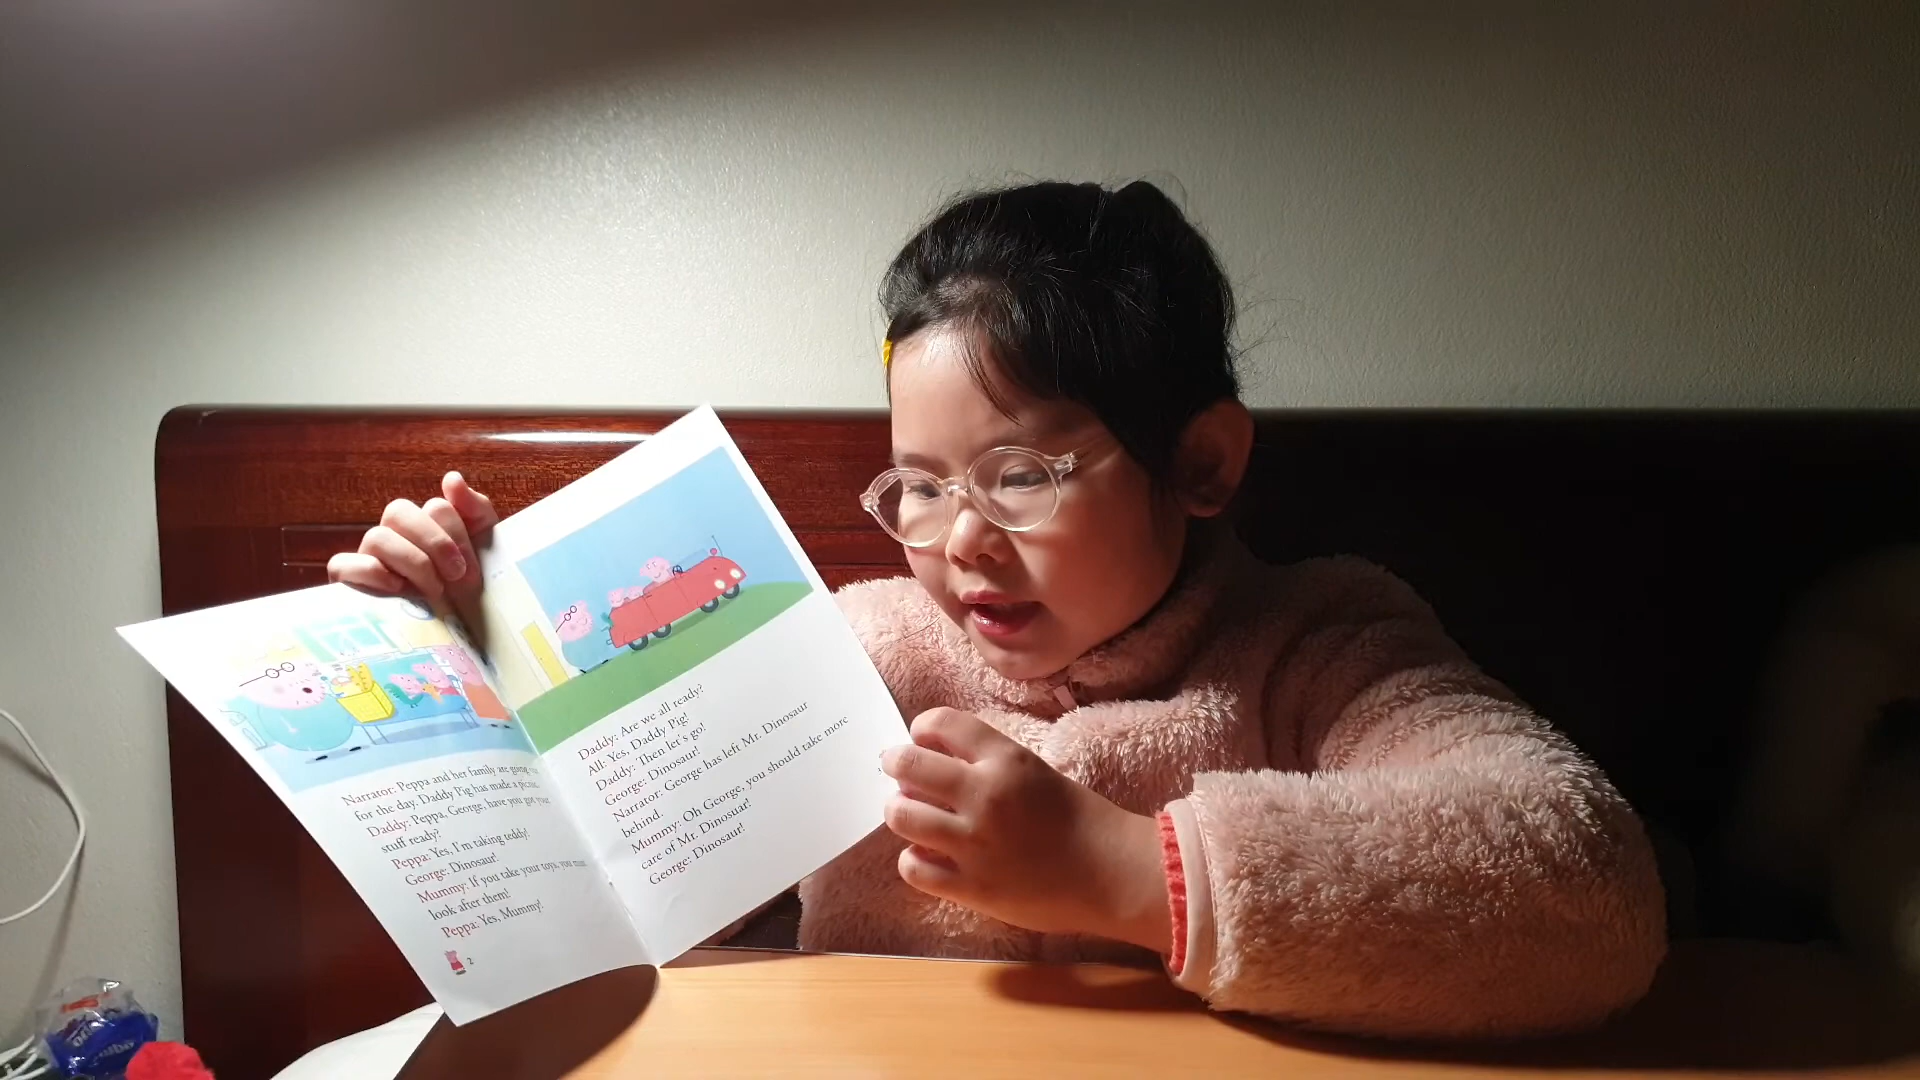 Narrator: Peppa and her family are going
for the day. Daddy Pig has made a picnic.
Daddy: Peppa, George, have you got your
stuff ready?
Peppa: Yes, I'm taking teddy!
George: Dinosaur!
Mummy: If you take your toys, you must
look after them!
Peppa: Yes, Mummy!
2
Daddy: Are we all ready?
All: Yes, Daddy Pig!
Daddy: Then let's go!
George: Dinosaur!
Narrator: George has left Mr. Dinosaur
behind.
Mummy: Oh George, you should take more
care of Mr. Dinosaur!
George: Dinosaur!